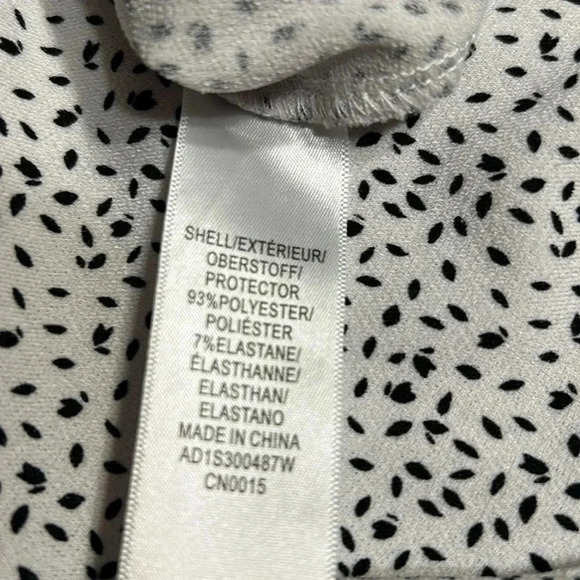 SHELL/EXTÉRIEUR/
OBERSTOFF/
PROTECTOR
93%POLYESTER/
POLIÉSTER
7%ELASTANE/
ÉLASTHANNE/
ELASTHAN/
ELASTANO
MADE IN CHINA
AD1S300487W
CN0015